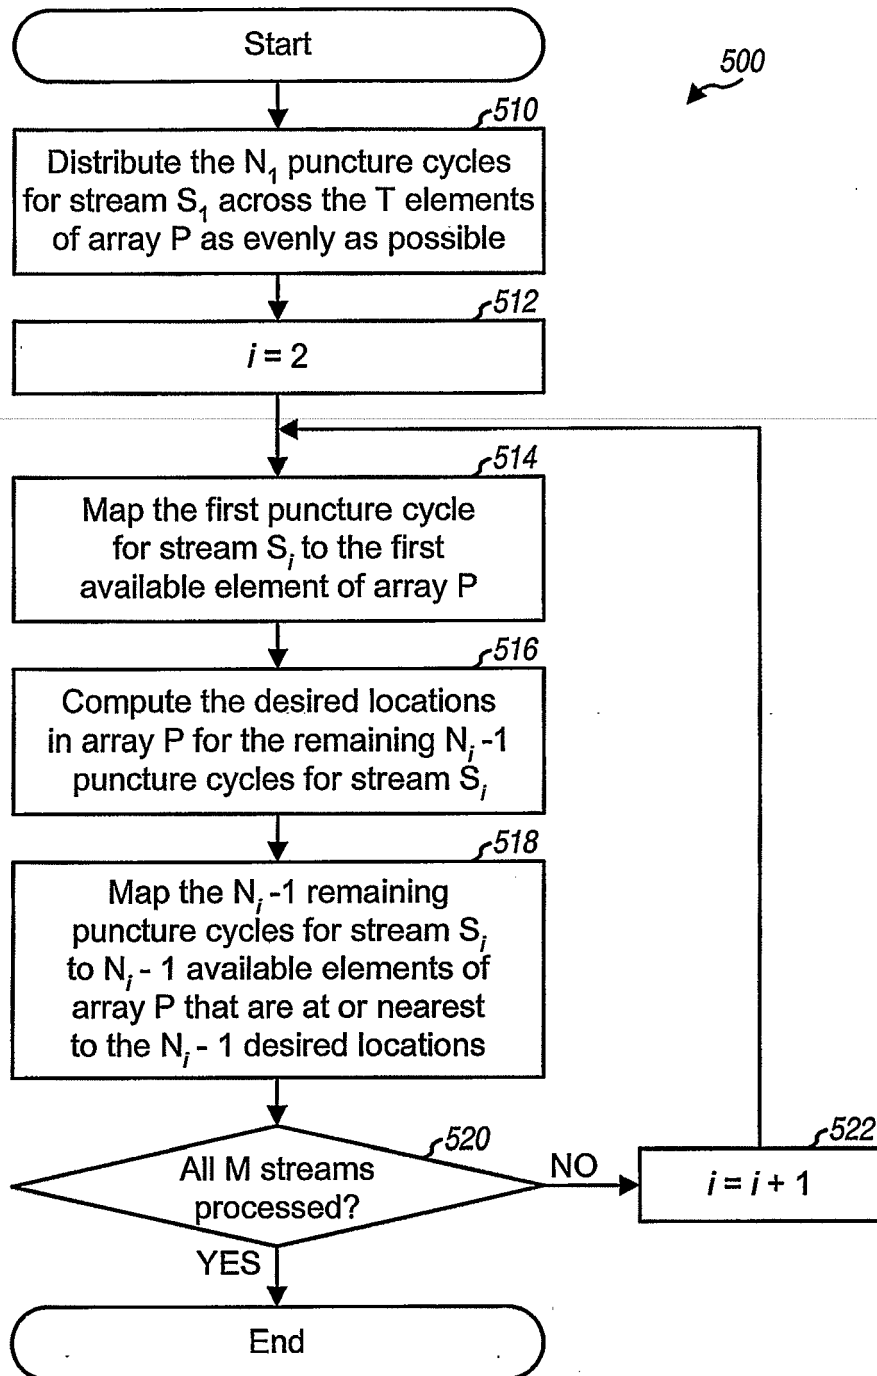 Start
500
510
Distribute the N₁ puncture cycles
for stream S₁ across the T elements
of array P as evenly as possible
512
i = 2
514
Map the first puncture cycle
for stream Sᵢ to the first
available element of array P
516
Compute the desired locations
in array P for the remaining Nᵢ-1
puncture cycles for stream Sᵢ
518
Map the Nᵢ-1 remaining
puncture cycles for stream Sᵢ
to Nᵢ - 1 available elements of
array P that are at or nearest
to the Nᵢ - 1 desired locations
520
All M streams
processed?
NO
522
i = i + 1
YES
End